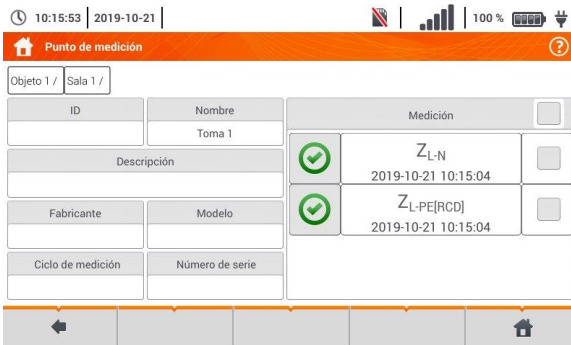 10:15:53 2019-10-21 100 %
Punto de medición
Objeto 1 / Sala 1 /
ID Nombre
Toma 1
Descripción
Fabricante Modelo
Ciclo de medición Número de serie
Medición
ZL-N
2019-10-21 10:15:04
ZL-PE[RCD]
2019-10-21 10:15:04